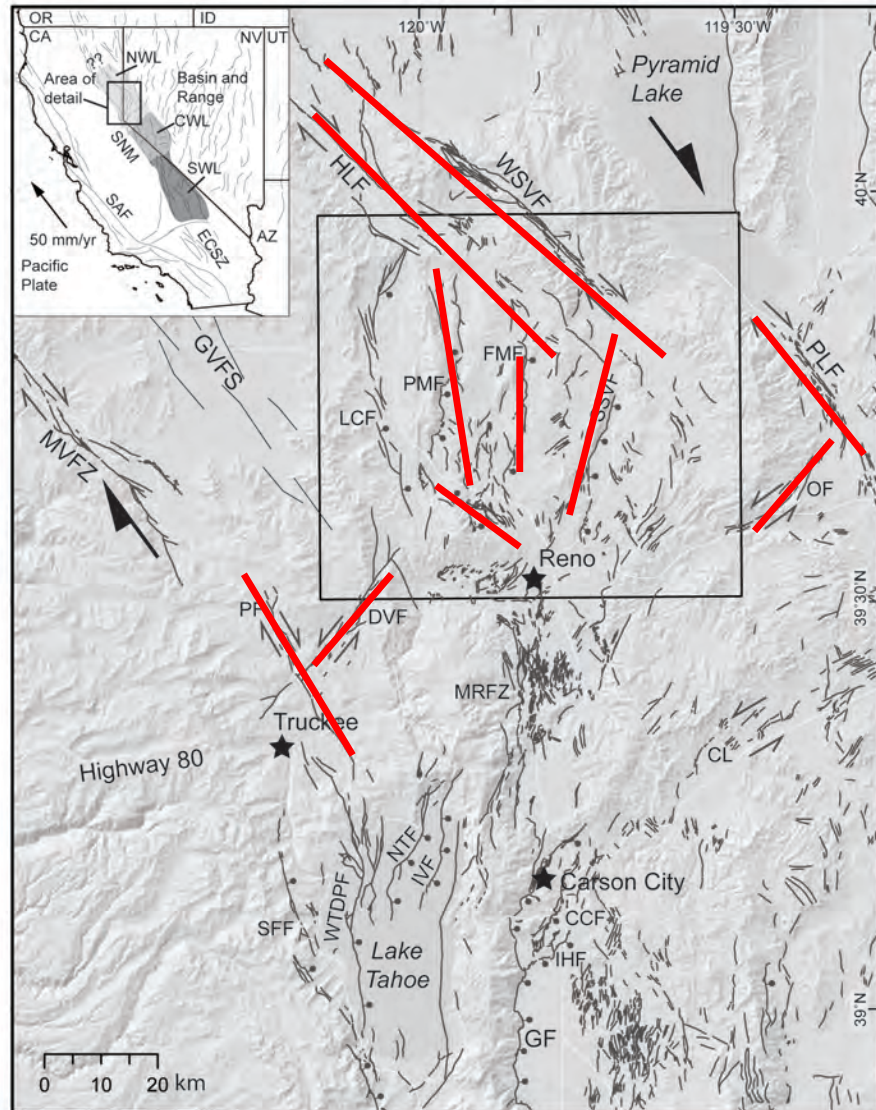 OR
ID
CA
NV
UT
??
NWL
Area of
detail
Basin and
Range
CWL
SNM
SWL
SAF
50 mm/yr
ECSZ
AZ
Pacific
Plate
120°W
119°30'W
Pyramid
Lake
40°N
HLF
WSVF
GVFS
PLF
FMF
PMF
LCF
MVFZ
OF
Reno
39°30'N
DVF
MRFZ
Truckee
Highway 80
CL
NTF
IVF
Carson City
WTDPF
SFF
CCF
Lake
Tahoe
IHF
39°N
GF
0
10
20 km